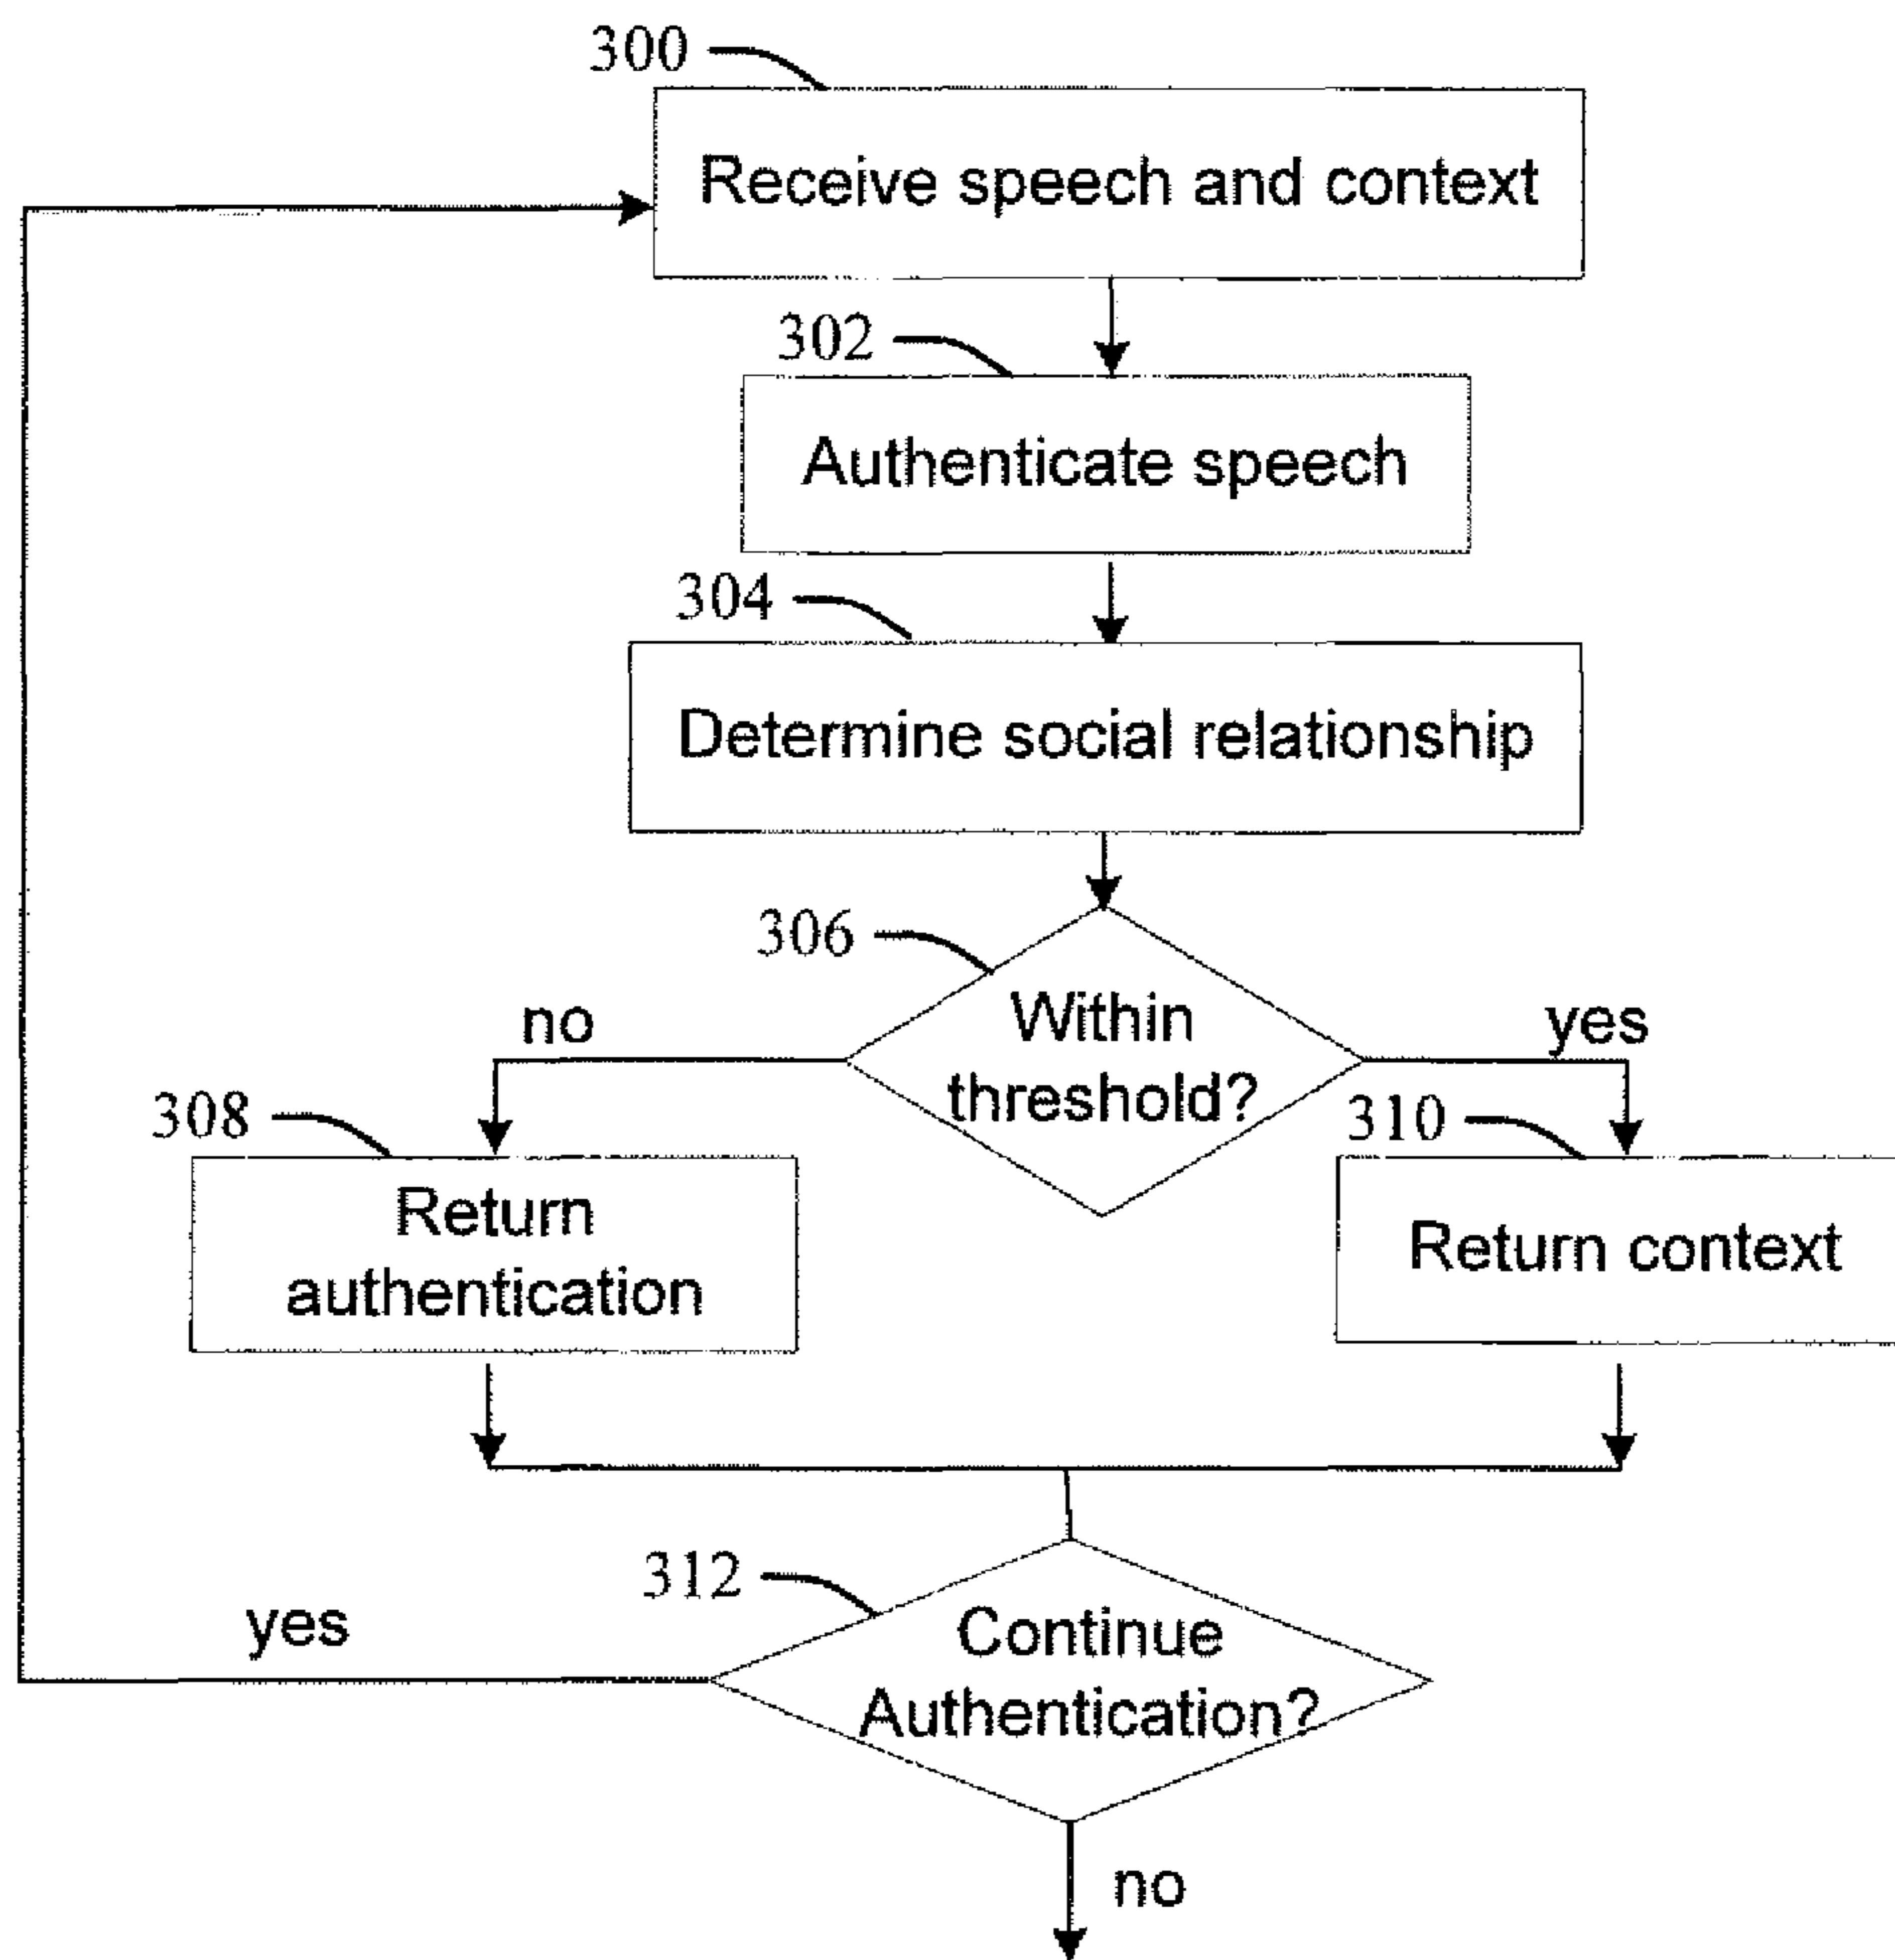 300
Receive speech and context
302
Authenticate speech
304
Determine social relationship
306
Within
threshold?
no
yes
308
Return
authentication
310
Return context
312
Continue
Authentication?
yes
no